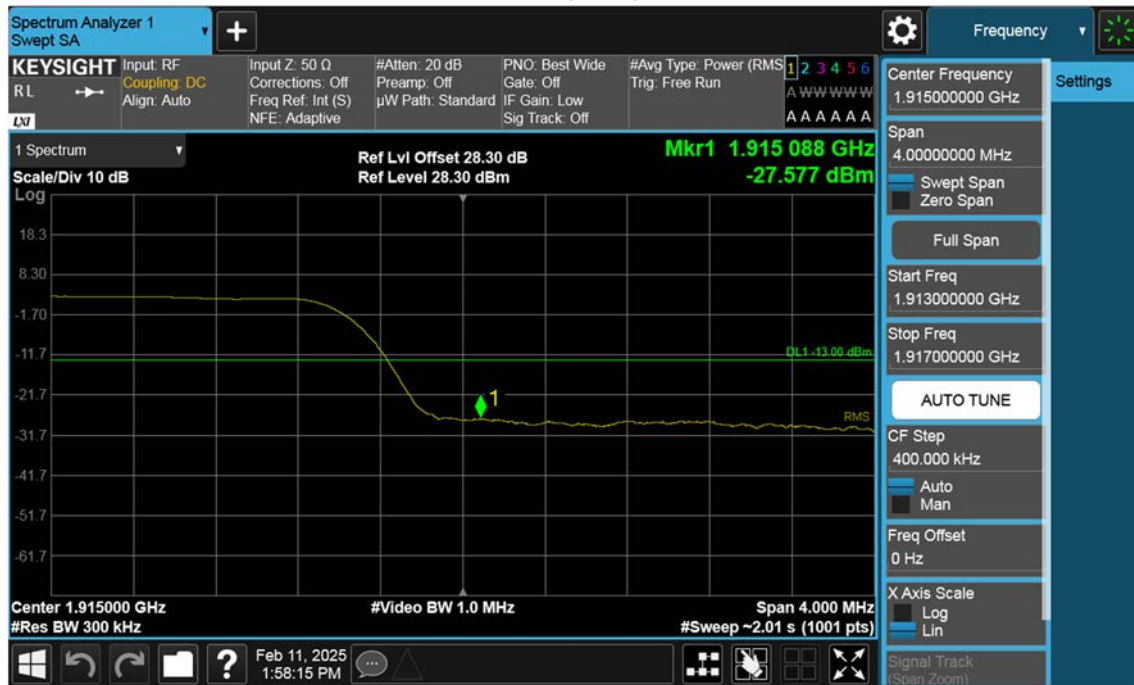 Spectrum Analyzer 1
Swept SA
Frequency
KEYSIGHT
RL
LXI
Input: RF
Coupling: DC
Align: Auto
Input Z: 50 Ω
Corrections: Off
Freq Ref: Int (S)
NFE: Adaptive
#Atten: 20 dB
Preamp: Off
µW Path: Standard
PNO: Best Wide
Gate: Off
IF Gain: Low
Sig Track: Off
#Avg Type: Power (RMS
Trig: Free Run
1 2 3 4 5 6
A W W W W W
A A A A A A
1 Spectrum
Scale/Div 10 dB
Log
Ref Lvl Offset 28.30 dB
Ref Level 28.30 dBm
Mkr1 1.915 088 GHz
-27.577 dBm
18.3
8.30
-1.70
-11.7
DL1 -13.00 dBm
-21.7
1
RMS
-31.7
-41.7
-51.7
-61.7
Center 1.915000 GHz
#Video BW 1.0 MHz
Span 4.000 MHz
#Res BW 300 kHz
#Sweep ~2.01 s (1001 pts)
Feb 11, 2025
1:58:15 PM
Center Frequency
1.915000000 GHz
Settings
Span
4.00000000 MHz
Swept Span
Zero Span
Full Span
Start Freq
1.913000000 GHz
Stop Freq
1.917000000 GHz
AUTO TUNE
CF Step
400.000 kHz
Auto
Man
Freq Offset
0 Hz
X Axis Scale
Log
Lin
Signal Track
(Span Zoom)